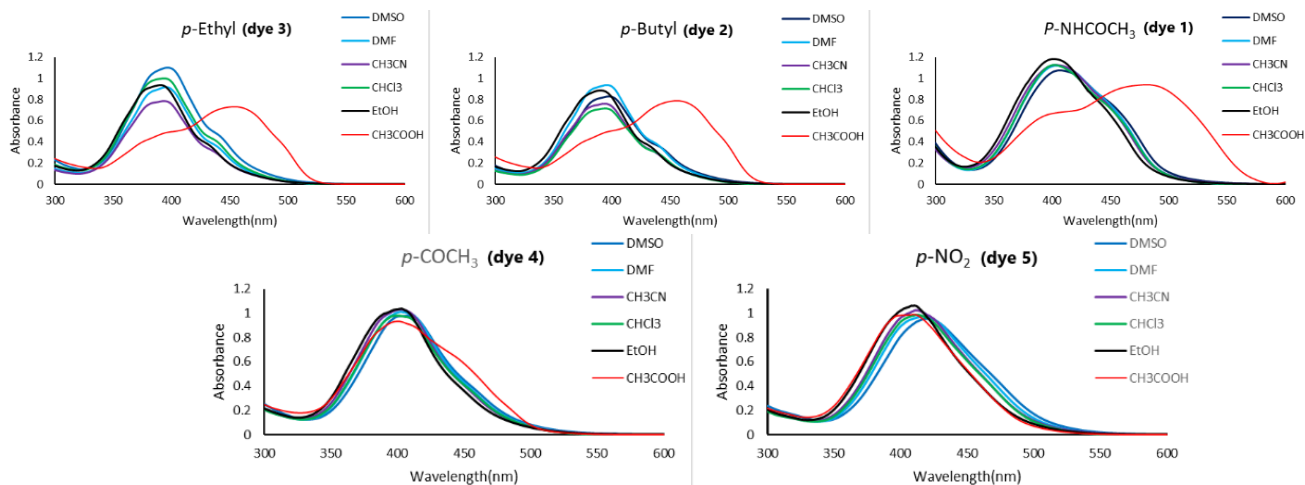 p-Ethyl (dye 3)
DMSO
DMF
CH3CN
CHCl3
EtOH
CH3COOH
Absorbance
1.2
1
0.8
0.6
0.4
0.2
0
300 350 400 450 500 550 600
Wavelength(nm)
p-Butyl (dye 2)
DMSO
DMF
CH3CN
CHCl3
EtOH
CH3COOH
Absorbance
1.2
1
0.8
0.6
0.4
0.2
0
300 350 400 450 500 550 600
Wavelength(nm)
P-NHCOCH₃ (dye 1)
DMSO
DMF
CH3CN
CHCl3
EtOH
CH3COOH
Absorbance
1.2
1
0.8
0.6
0.4
0.2
0
300 350 400 450 500 550 600
Wavelength(nm)
p-COCH₃ (dye 4)
DMSO
DMF
CH3CN
CHCl3
EtOH
CH3COOH
Absorbance
1.2
1
0.8
0.6
0.4
0.2
0
300 350 400 450 500 550 600
Wavelength(nm)
p-NO₂ (dye 5)
DMSO
DMF
CH3CN
CHCl3
EtOH
CH3COOH
Absorbance
1.2
1
0.8
0.6
0.4
0.2
0
300 350 400 450 500 550 600
Wavelength(nm)